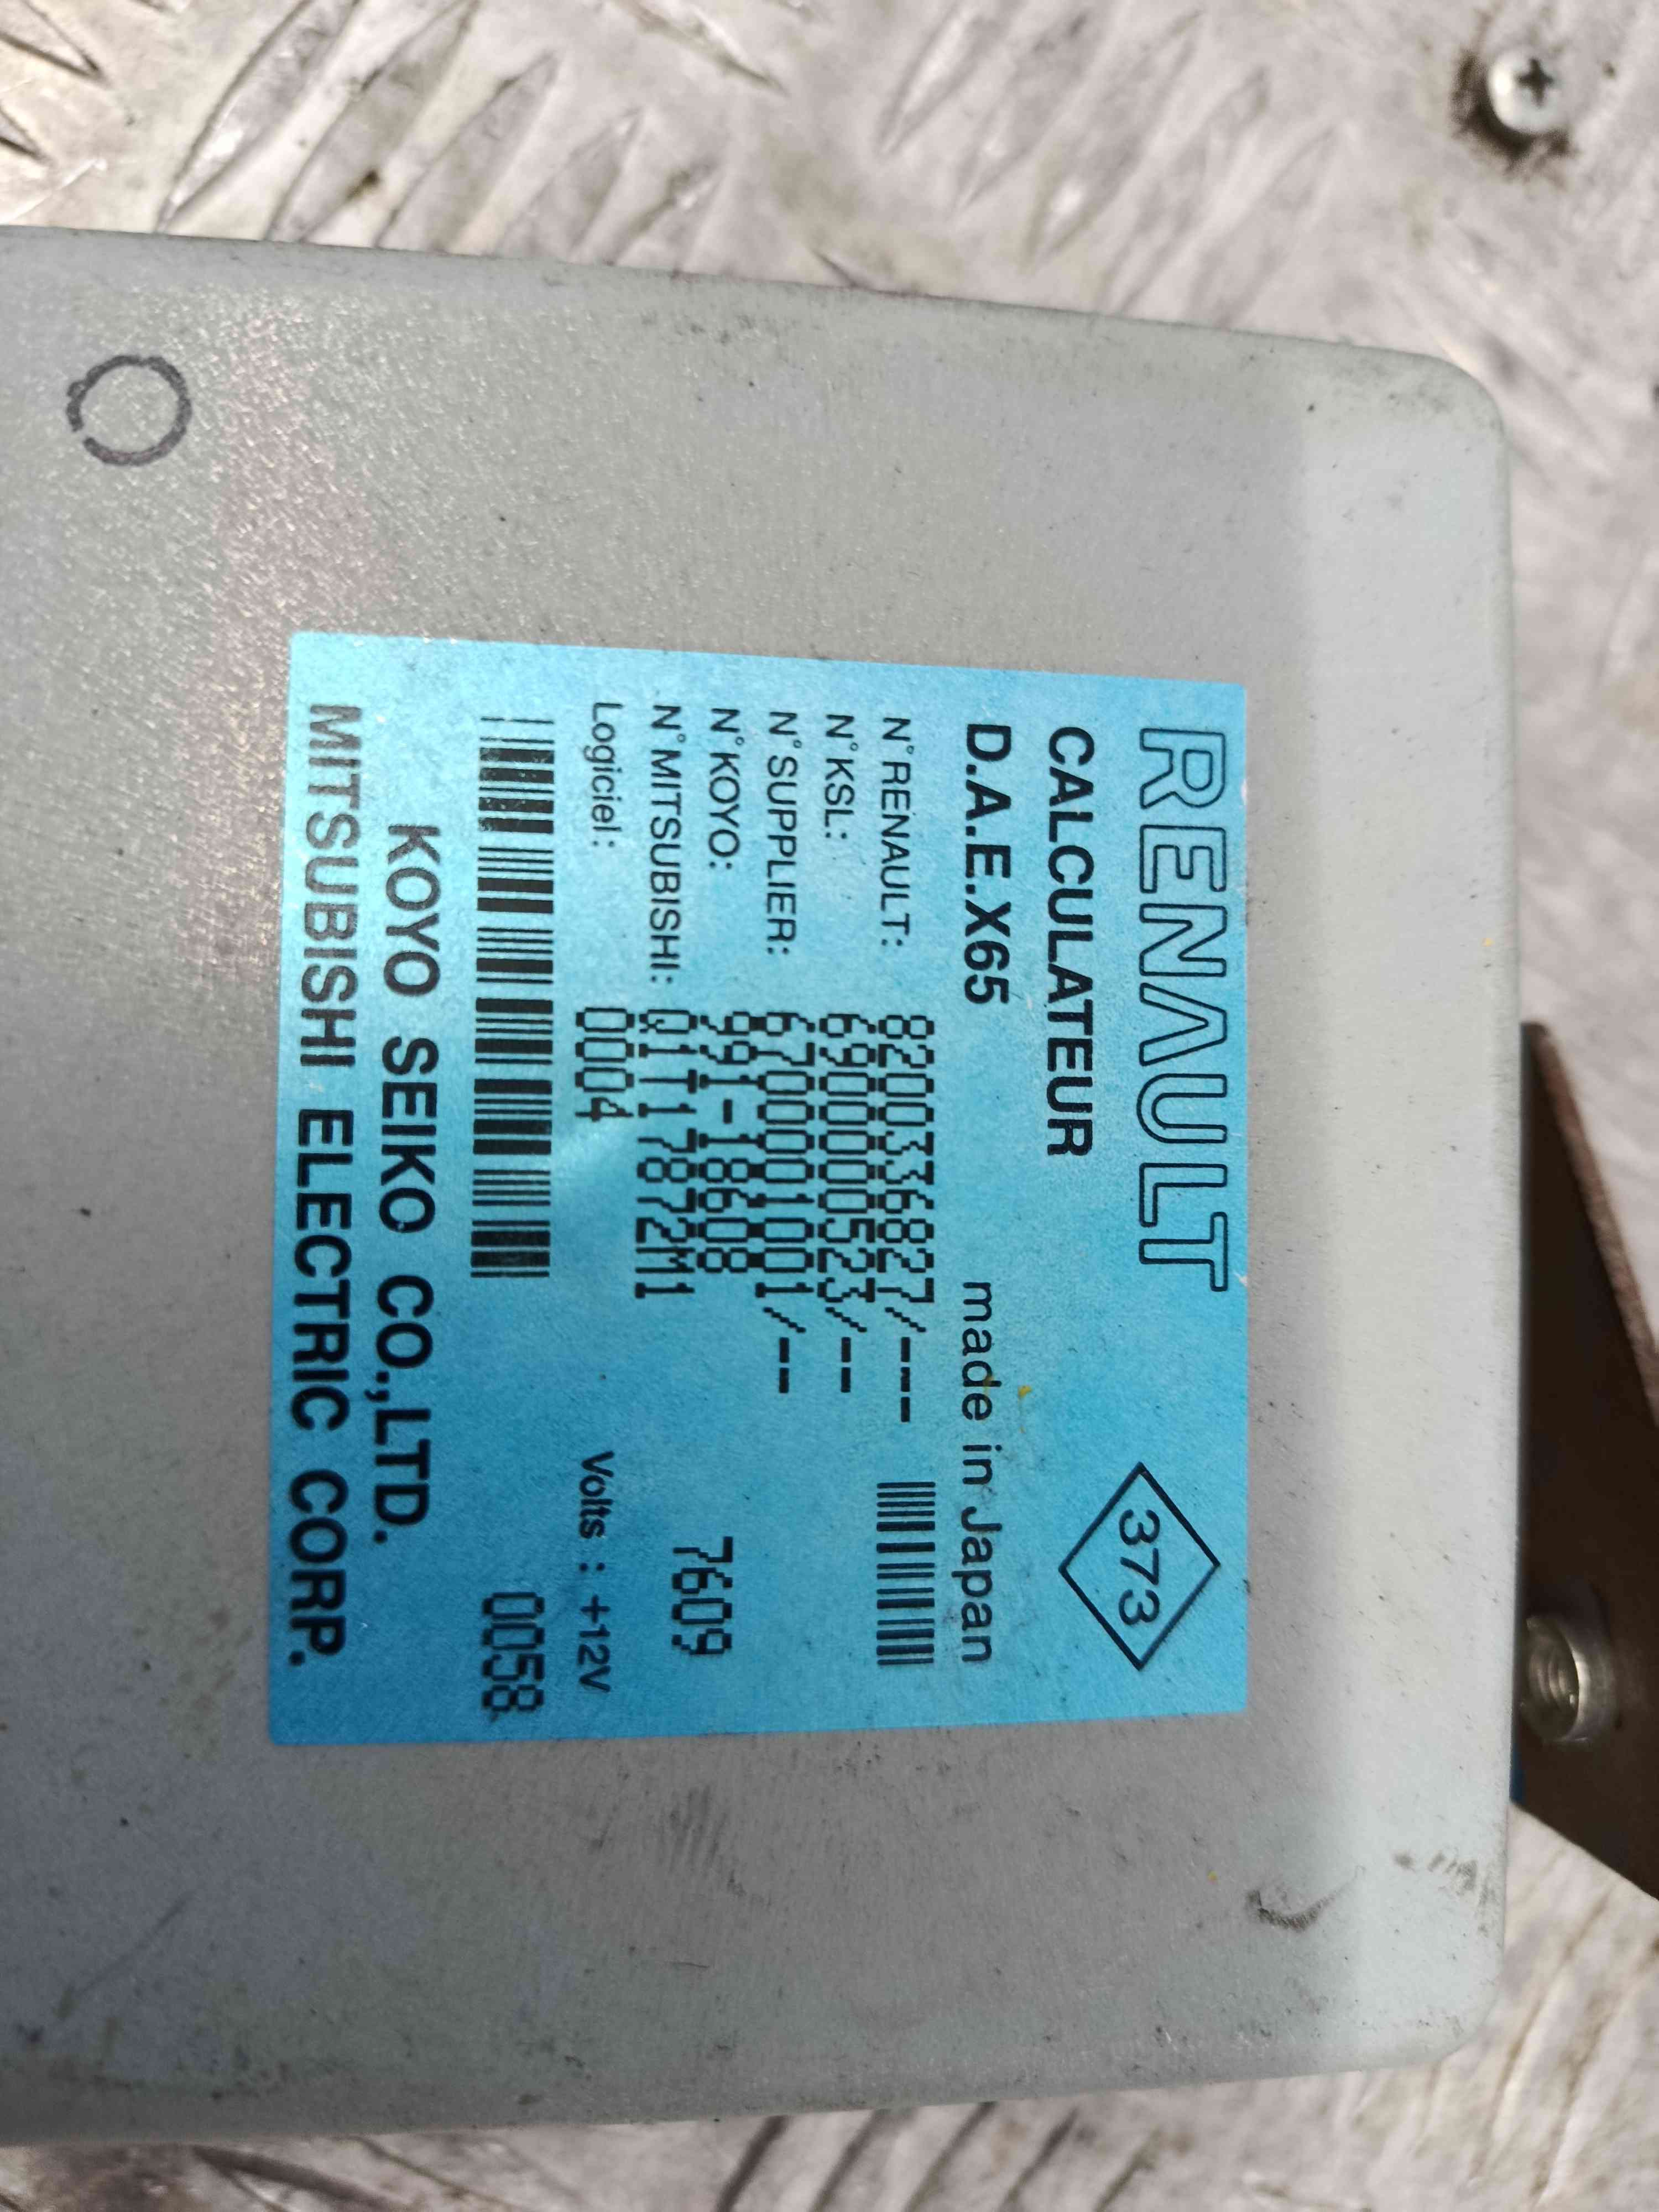 RENAULT
373
CALCULATEUR
D.A.E.X65 made in Japan
N°RENAULT: 8200336827/---
N°KSL: 6900000523/--
N°SUPPLIER: 6700001001/--
N°KOYO: 991-18608
N°MITSUBISHI: Q1T17872M1 7609
Logiciel: 0004 Volts : +12V
0058
KOYO SEIKO CO.,LTD.
MITSUBISHI ELECTRIC CORP.